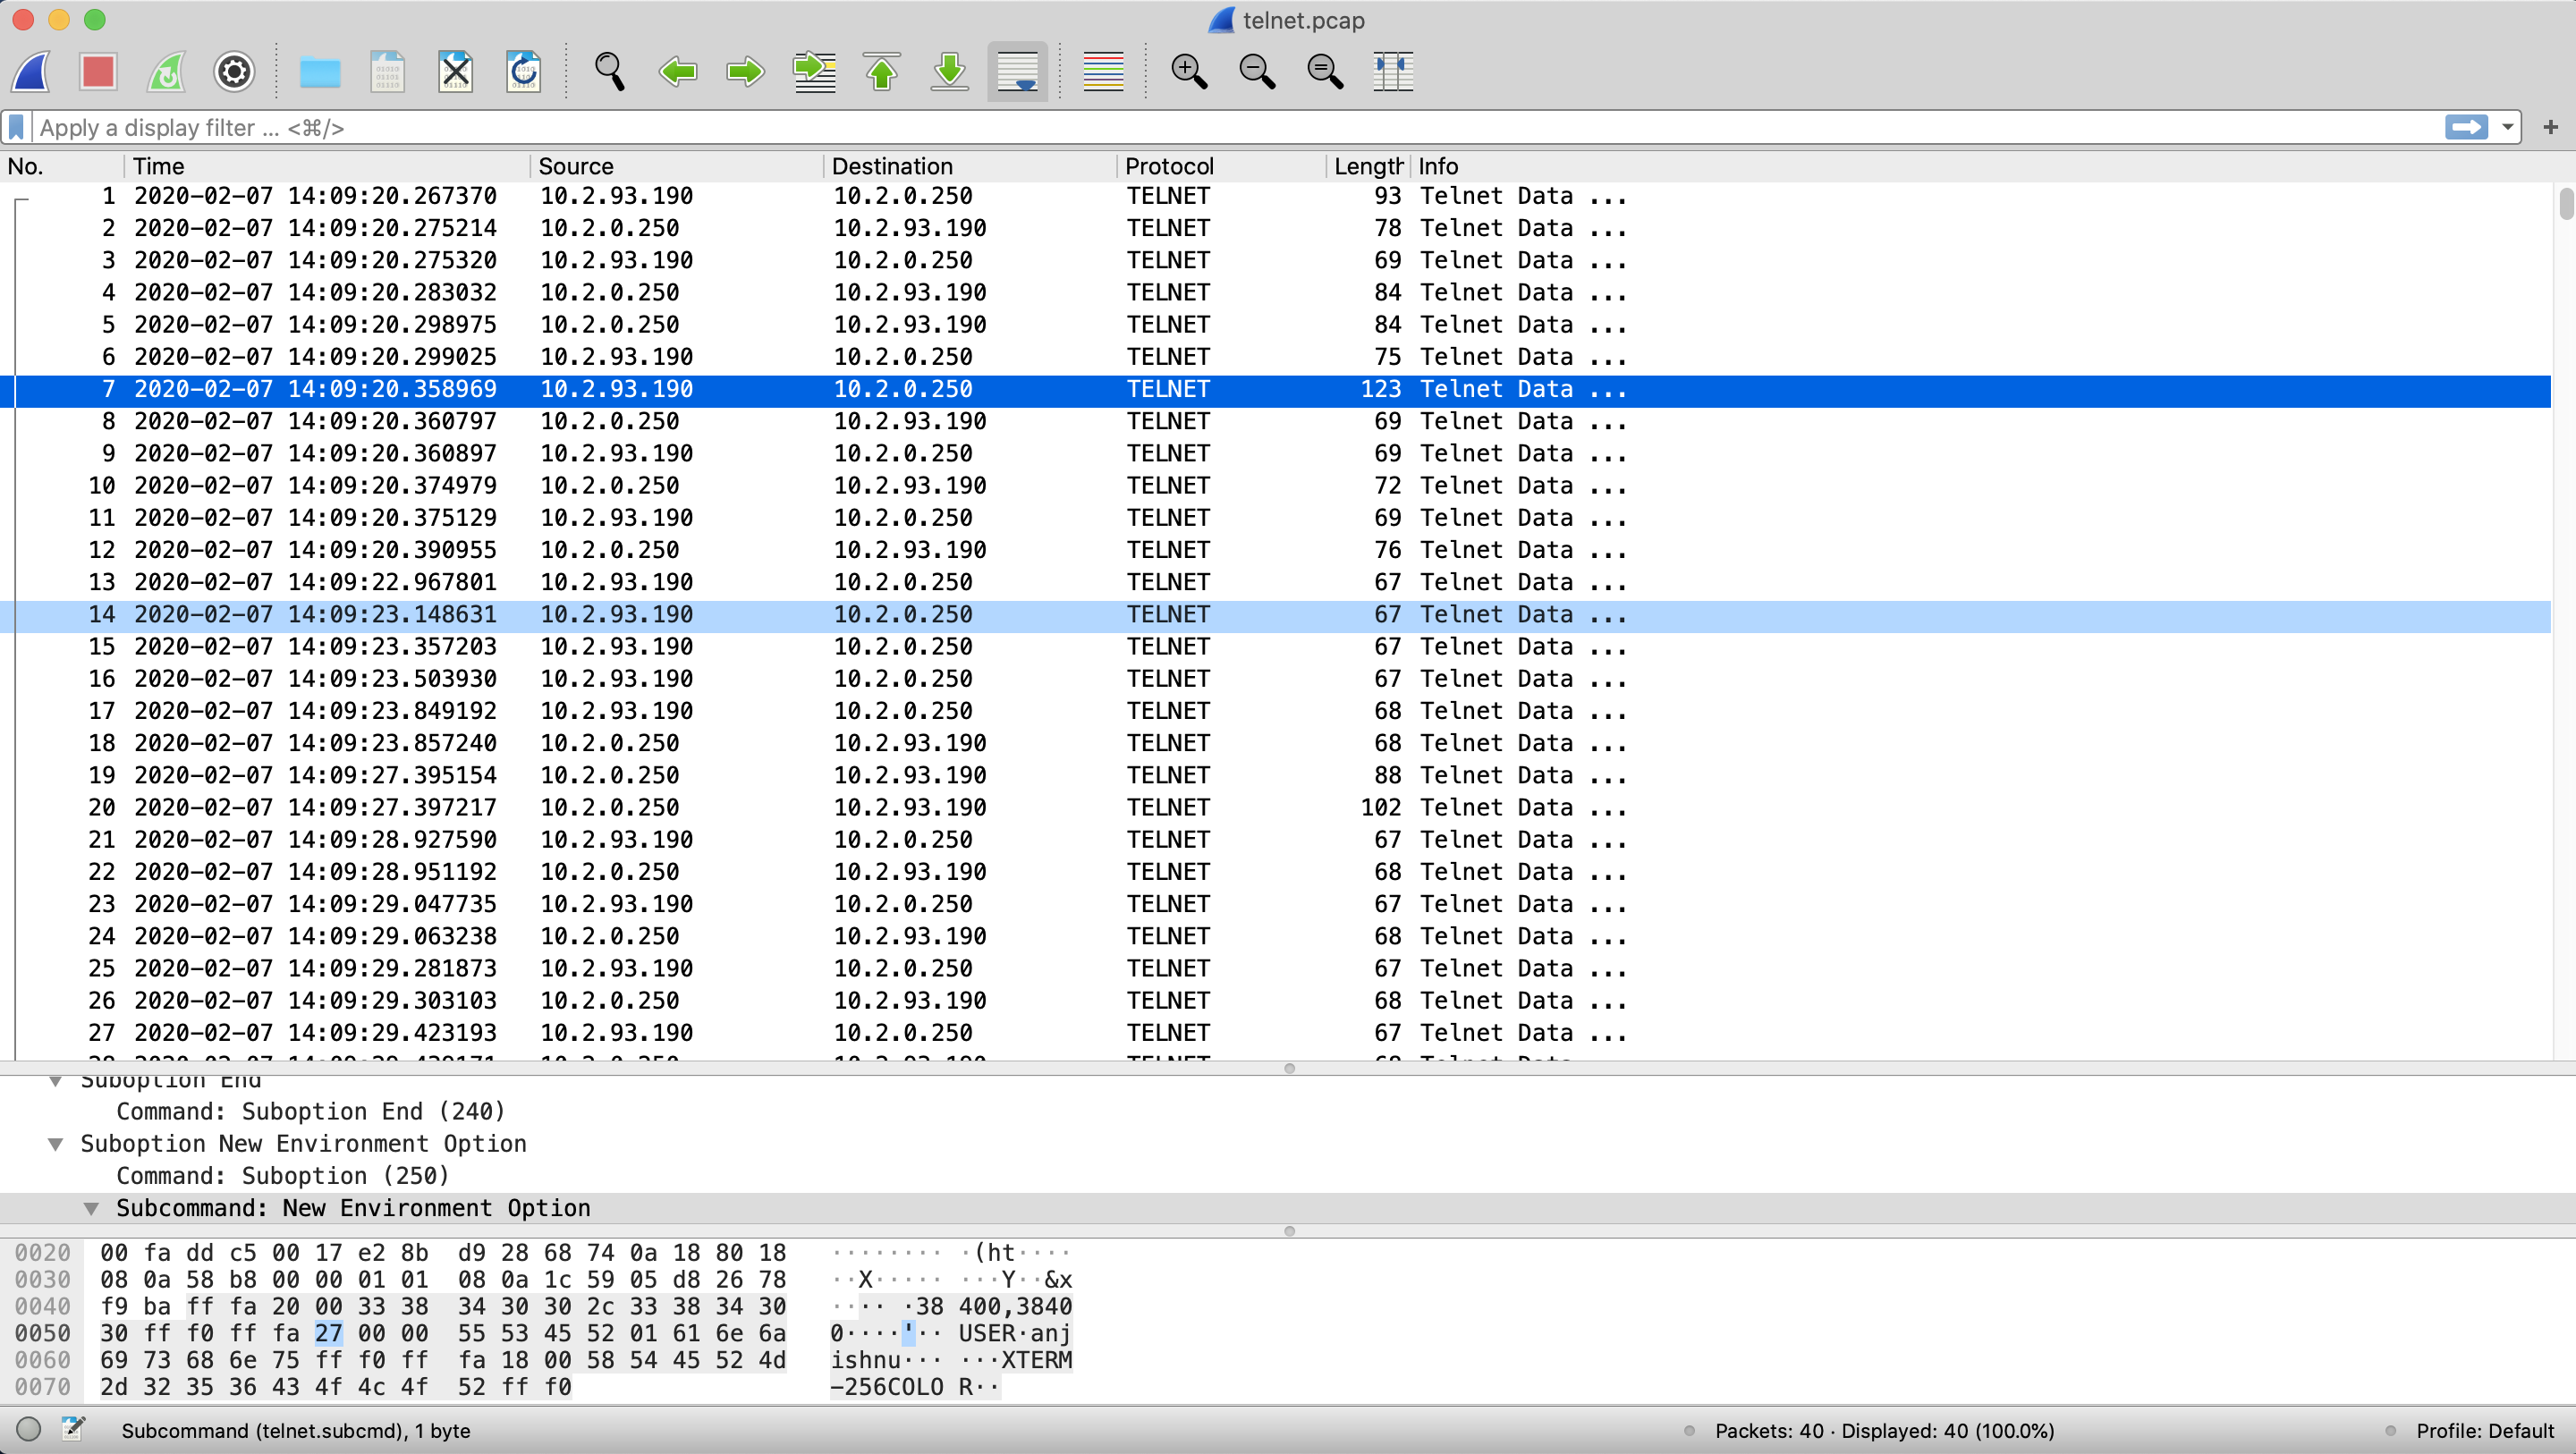 telnet.pcap
Apply a display filter ... <⌘/>
No. Time Source Destination Protocol Length Info
1 2020-02-07 14:09:20.267370 10.2.93.190 10.2.0.250 TELNET 93 Telnet Data ...
2 2020-02-07 14:09:20.275214 10.2.0.250 10.2.93.190 TELNET 78 Telnet Data ...
3 2020-02-07 14:09:20.275320 10.2.93.190 10.2.0.250 TELNET 69 Telnet Data ...
4 2020-02-07 14:09:20.283032 10.2.0.250 10.2.93.190 TELNET 84 Telnet Data ...
5 2020-02-07 14:09:20.298975 10.2.0.250 10.2.93.190 TELNET 84 Telnet Data ...
6 2020-02-07 14:09:20.299025 10.2.93.190 10.2.0.250 TELNET 75 Telnet Data ...
7 2020-02-07 14:09:20.358969 10.2.93.190 10.2.0.250 TELNET 123 Telnet Data ...
8 2020-02-07 14:09:20.360797 10.2.0.250 10.2.93.190 TELNET 69 Telnet Data ...
9 2020-02-07 14:09:20.360897 10.2.93.190 10.2.0.250 TELNET 69 Telnet Data ...
10 2020-02-07 14:09:20.374979 10.2.0.250 10.2.93.190 TELNET 72 Telnet Data ...
11 2020-02-07 14:09:20.375129 10.2.93.190 10.2.0.250 TELNET 69 Telnet Data ...
12 2020-02-07 14:09:20.390955 10.2.0.250 10.2.93.190 TELNET 76 Telnet Data ...
13 2020-02-07 14:09:22.967801 10.2.93.190 10.2.0.250 TELNET 67 Telnet Data ...
14 2020-02-07 14:09:23.148631 10.2.93.190 10.2.0.250 TELNET 67 Telnet Data ...
15 2020-02-07 14:09:23.357203 10.2.93.190 10.2.0.250 TELNET 67 Telnet Data ...
16 2020-02-07 14:09:23.503930 10.2.93.190 10.2.0.250 TELNET 67 Telnet Data ...
17 2020-02-07 14:09:23.849192 10.2.93.190 10.2.0.250 TELNET 68 Telnet Data ...
18 2020-02-07 14:09:23.857240 10.2.0.250 10.2.93.190 TELNET 68 Telnet Data ...
19 2020-02-07 14:09:27.395154 10.2.0.250 10.2.93.190 TELNET 88 Telnet Data ...
20 2020-02-07 14:09:27.397217 10.2.0.250 10.2.93.190 TELNET 102 Telnet Data ...
21 2020-02-07 14:09:28.927590 10.2.93.190 10.2.0.250 TELNET 67 Telnet Data ...
22 2020-02-07 14:09:28.951192 10.2.0.250 10.2.93.190 TELNET 68 Telnet Data ...
23 2020-02-07 14:09:29.047735 10.2.93.190 10.2.0.250 TELNET 67 Telnet Data ...
24 2020-02-07 14:09:29.063238 10.2.0.250 10.2.93.190 TELNET 68 Telnet Data ...
25 2020-02-07 14:09:29.281873 10.2.93.190 10.2.0.250 TELNET 67 Telnet Data ...
26 2020-02-07 14:09:29.303103 10.2.0.250 10.2.93.190 TELNET 68 Telnet Data ...
27 2020-02-07 14:09:29.423193 10.2.93.190 10.2.0.250 TELNET 67 Telnet Data ...
Suboption End
Command: Suboption End (240)
Suboption New Environment Option
Command: Suboption (250)
Subcommand: New Environment Option
0020 00 fa dd c5 00 17 e2 8b d9 28 68 74 0a 18 80 18 ········ ·(ht····
0030 08 0a 58 b8 00 00 01 01 08 0a 1c 59 05 d8 26 78 ··X····· ···Y··&x
0040 f9 ba ff fa 20 00 33 38 34 30 30 2c 33 38 34 30 ···· ·38 400,3840
0050 30 ff f0 ff fa 27 00 00 55 53 45 52 01 61 6e 6a 0····'·· USER·anj
0060 69 73 68 6e 75 ff f0 ff fa 18 00 58 54 45 52 4d ishnu··· ···XTERM
0070 2d 32 35 36 43 4f 4c 4f 52 ff f0 -256COLO R··
Subcommand (telnet.subcmd), 1 byte Packets: 40 · Displayed: 40 (100.0%) Profile: Default